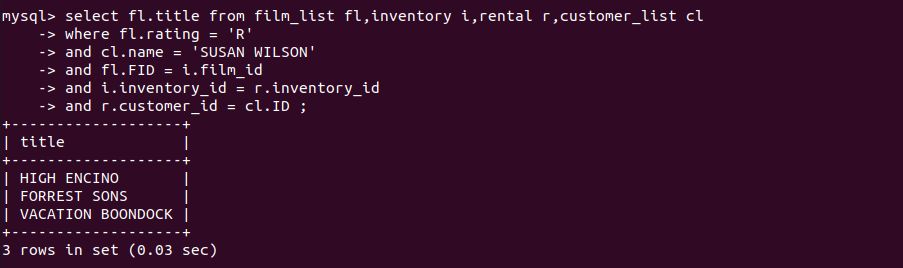 mysql> select fl.title from film_list fl,inventory i,rental r,customer_list cl
    -> where fl.rating = 'R'
    -> and cl.name = 'SUSAN WILSON'
    -> and fl.FID = i.film_id
    -> and i.inventory_id = r.inventory_id
    -> and r.customer_id = cl.ID ;
+-------------------+
| title             |
+-------------------+
| HIGH ENCINO       |
| FORREST SONS      |
| VACATION BOONDOCK |
+-------------------+
3 rows in set (0.03 sec)